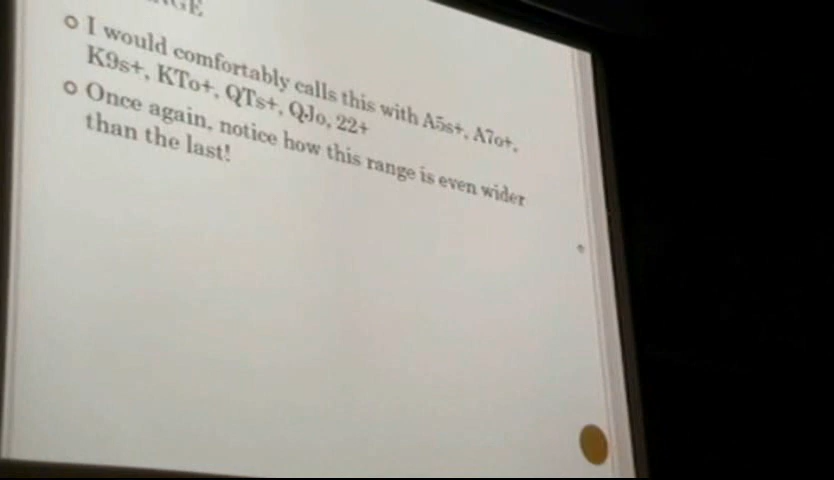 I would comfortably calls this with A5s+, A7o+,
K9s+, KTo+, QTs+, QJo, 22+
Once again, notice how this range is even wider
than the last!